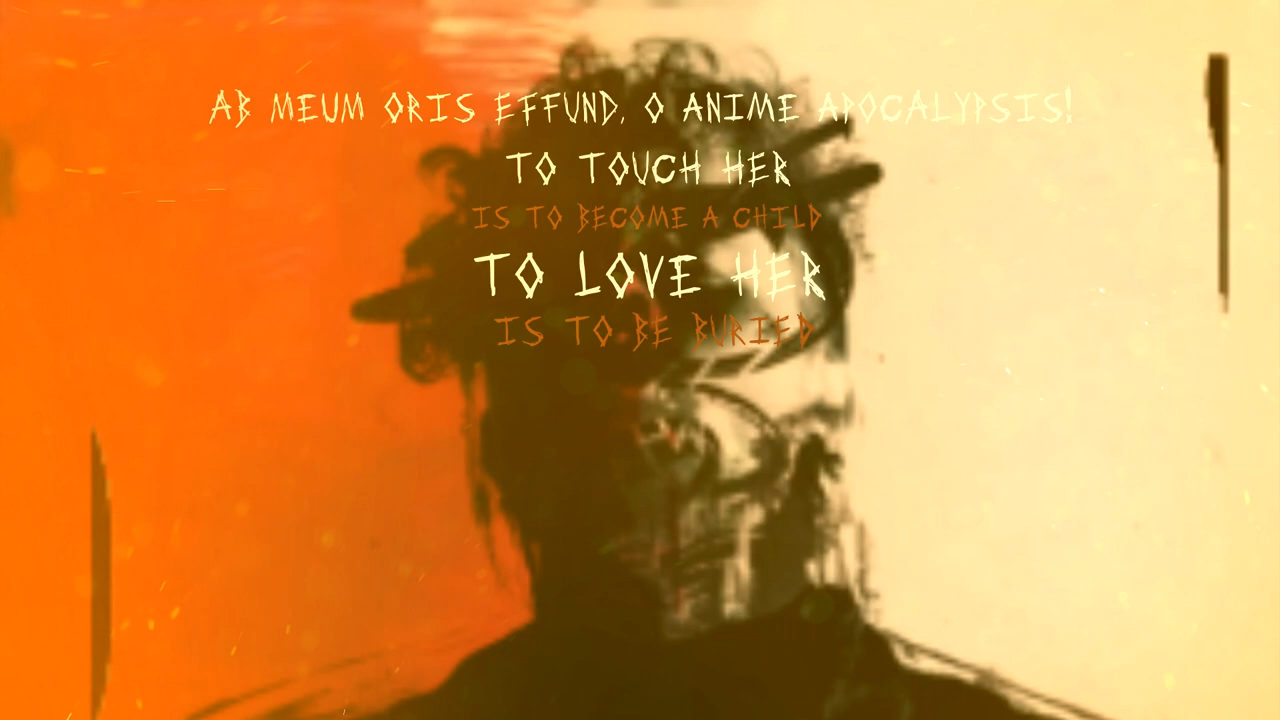 AB MEUM ORIS EFFUND, O ANIME APOCALYPSIS!
TO TOUCH HER
IS TO BECOME A CHILD
TO LOVE HER
IS TO BE BURIED